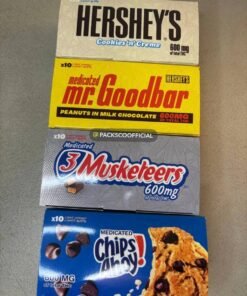 HERSHEY'S
Cookies 'n' Creme
600 mg
x10
medicated
HERSHEY'S
mr. Goodbar
PEANUTS IN MILK CHOCOLATE
600MG
@PACKSCOOFFICIAL
x10
Medicated
3 Musketeers
600mg
x10
MEDICATED
Chips Ahoy!
600 MG